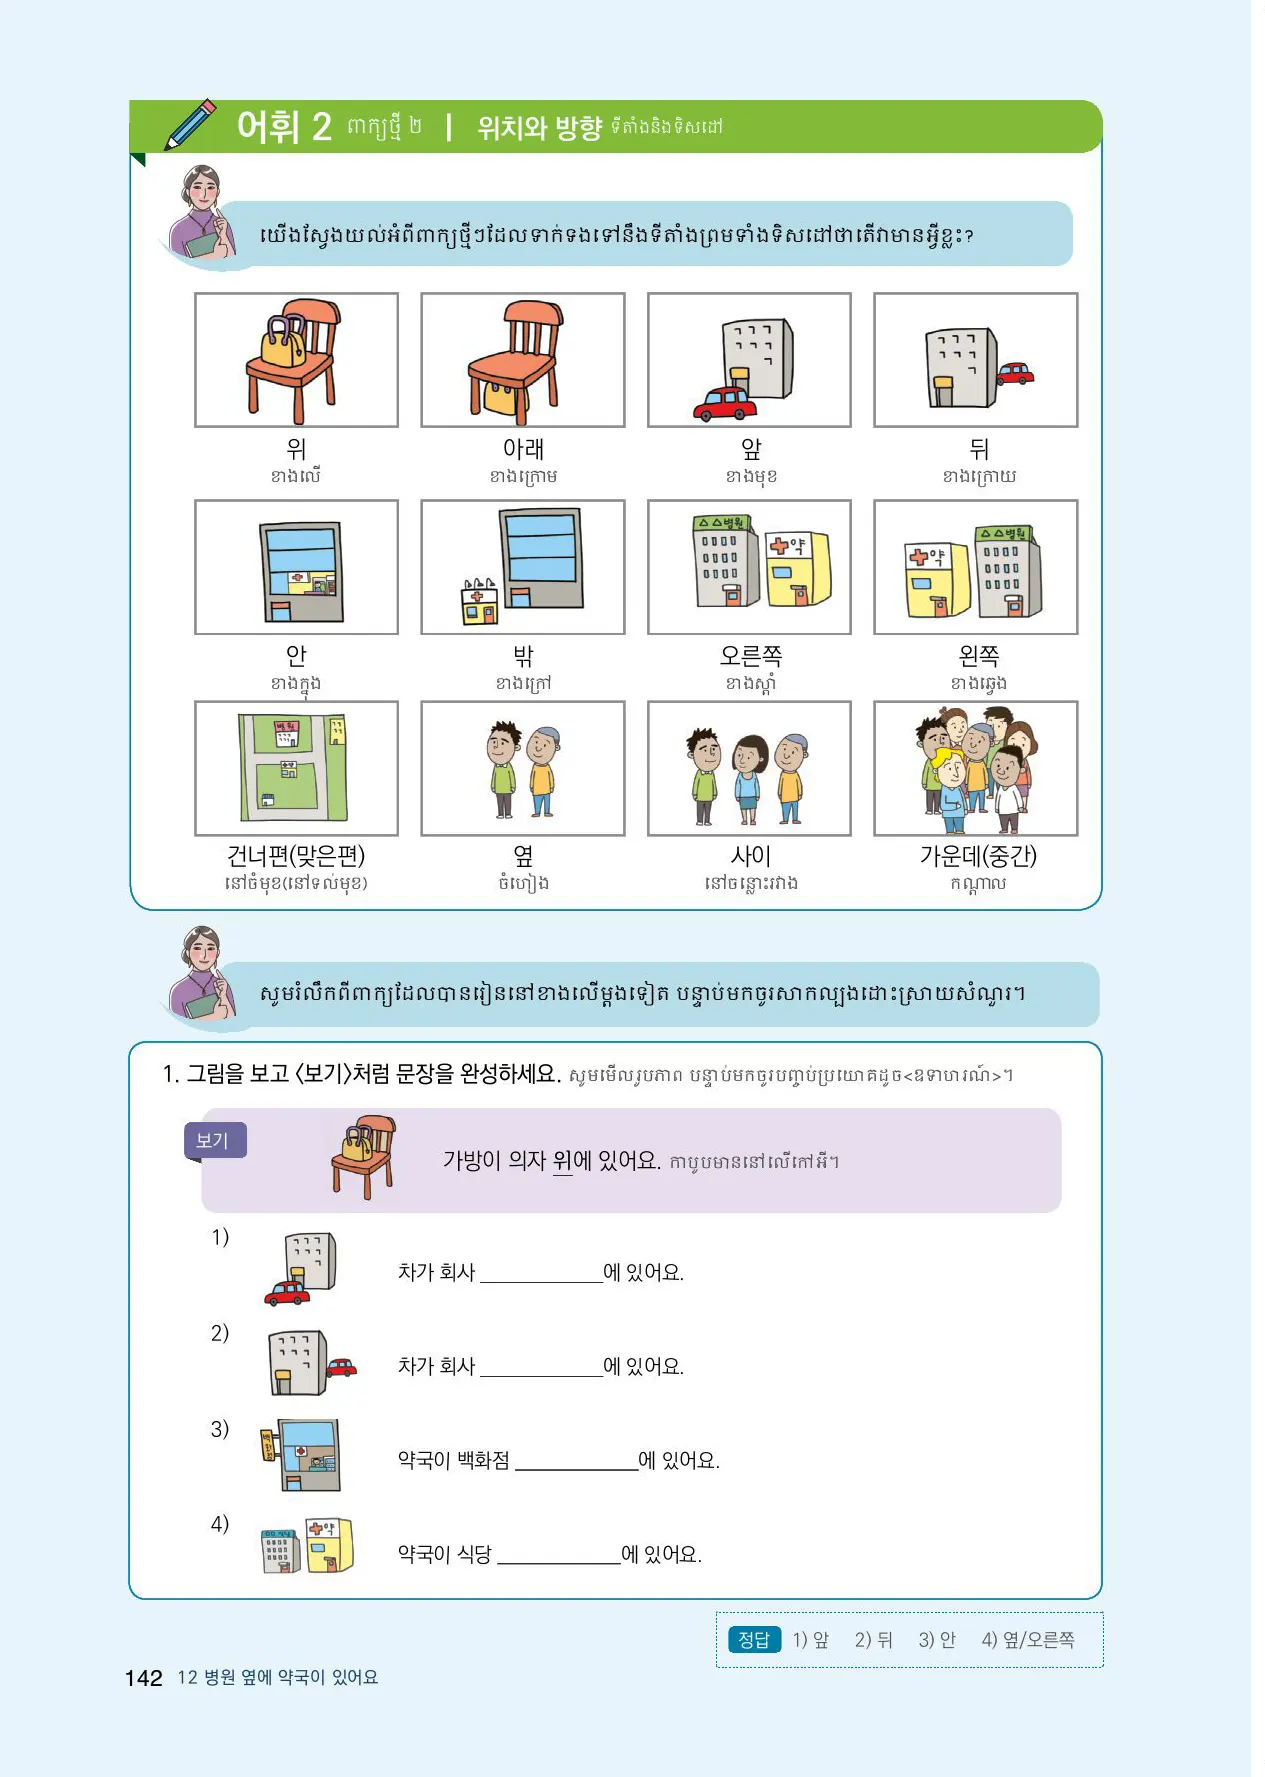 어휘 2 ពាក្យថ្មី ២ | 위치와 방향 ទីតាំងនិងទិសដៅ
យើងស្វែងយល់អំពីពាក្យថ្មីៗដែលទាក់ទងទៅនឹងទីតាំងព្រមទាំងទិសដៅថាតើវាមានអ្វីខ្លះ?
위 아래 앞 뒤
ខាងលើ ខាងក្រោម ខាងមុខ ខាងក្រោយ
△△병원 약 약 △△병원
안 밖 오른쪽 왼쪽
ខាងក្នុង ខាងក្រៅ ខាងស្ដាំ ខាងឆ្វេង
병원
건너편(맞은편) 옆 사이 가운데(중간)
នៅចំមុខ(នៅទល់មុខ) ចំហៀង នៅចន្លោះរវាង កណ្ដាល
សូមរំលឹកពីពាក្យដែលបានរៀននៅខាងលើម្ដងទៀត បន្ទាប់មកចូរសាកល្បងដោះស្រាយសំណួរ។
1. 그림을 보고 <보기>처럼 문장을 완성하세요. សូមមើលរូបភាព បន្ទាប់មកចូរបញ្ចប់ប្រយោគដូច<ឧទាហរណ៍>។
보기
가방이 의자 위에 있어요. កាបូបមាននៅលើកៅអី។
1)
차가 회사 ____________에 있어요.
2)
차가 회사 ____________에 있어요.
3)
백화점
약국이 백화점 ____________에 있어요.
4)
약
약국이 식당 ____________에 있어요.
정답 1) 앞 2) 뒤 3) 안 4) 옆/오른쪽
142 12 병원 옆에 약국이 있어요